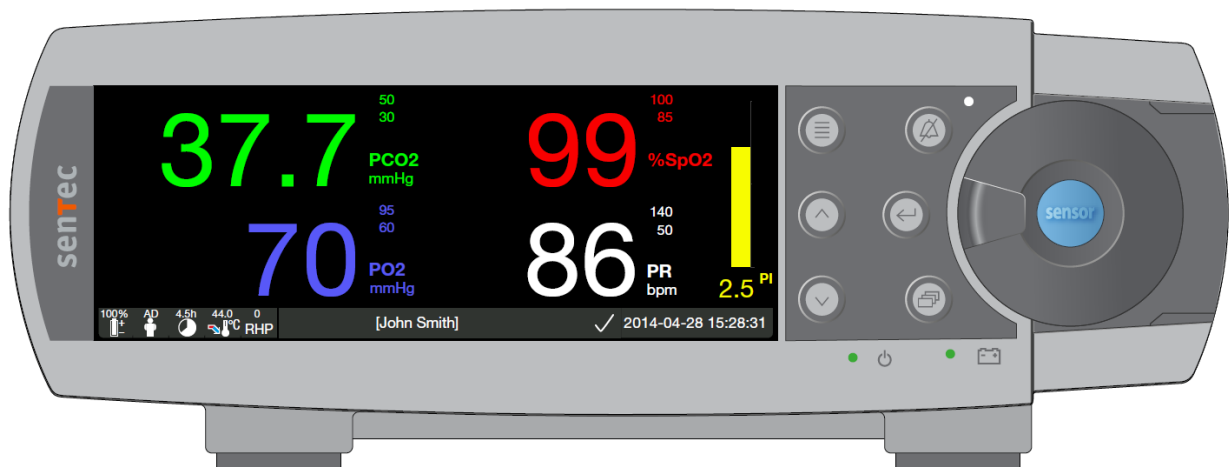 senTec
50
30
37.7
PCO2
mmHg
100
85
99
%SpO2
95
60
70
PO2
mmHg
140
50
86
PR
bpm
2.5 PI
100% AD 4.5h 44.0 0
+
-
°C RHP
[John Smith]
2014-04-28 15:28:31
sensor